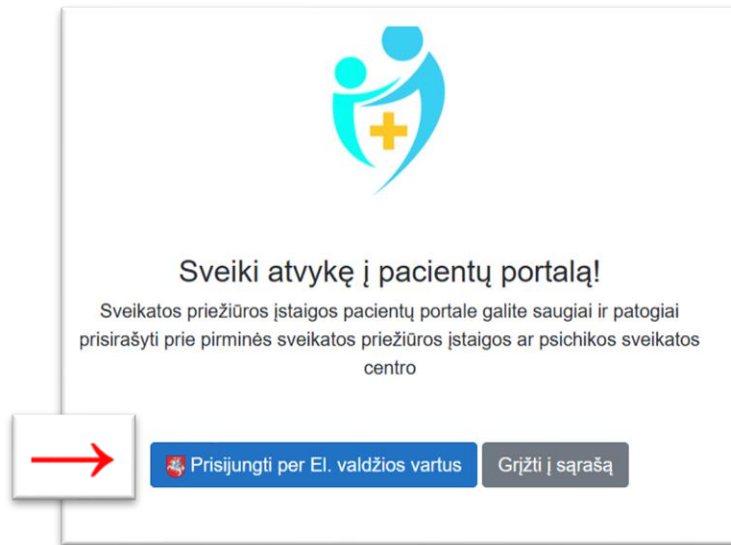 Sveiki atvykę į pacientų portalą!
Sveikatos priežiūros įstaigos pacientų portale galite saugiai ir patogiai
prisirašyti prie pirminės sveikatos priežiūros įstaigos ar psichikos sveikatos
centro
Prisijungti per El. valdžios vartus
Grįžti į sąrašą